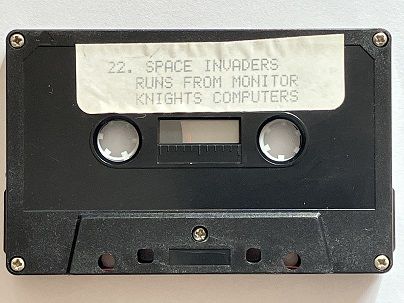 22. SPACE INVADERS
RUNS FROM MONITOR
KNIGHTS COMPUTERS